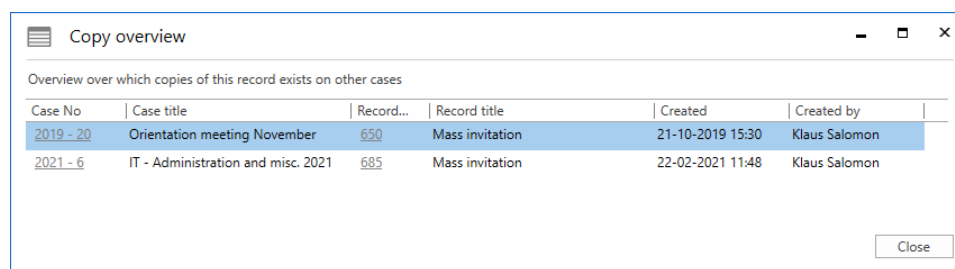 Copy overview
Overview over which copies of this record exists on other cases
Case No Case title Record... Record title Created Created by
2019 - 20 Orientation meeting November 650 Mass invitation 21-10-2019 15:30 Klaus Salomon
2021 - 6 IT - Administration and misc. 2021 685 Mass invitation 22-02-2021 11:48 Klaus Salomon
Close